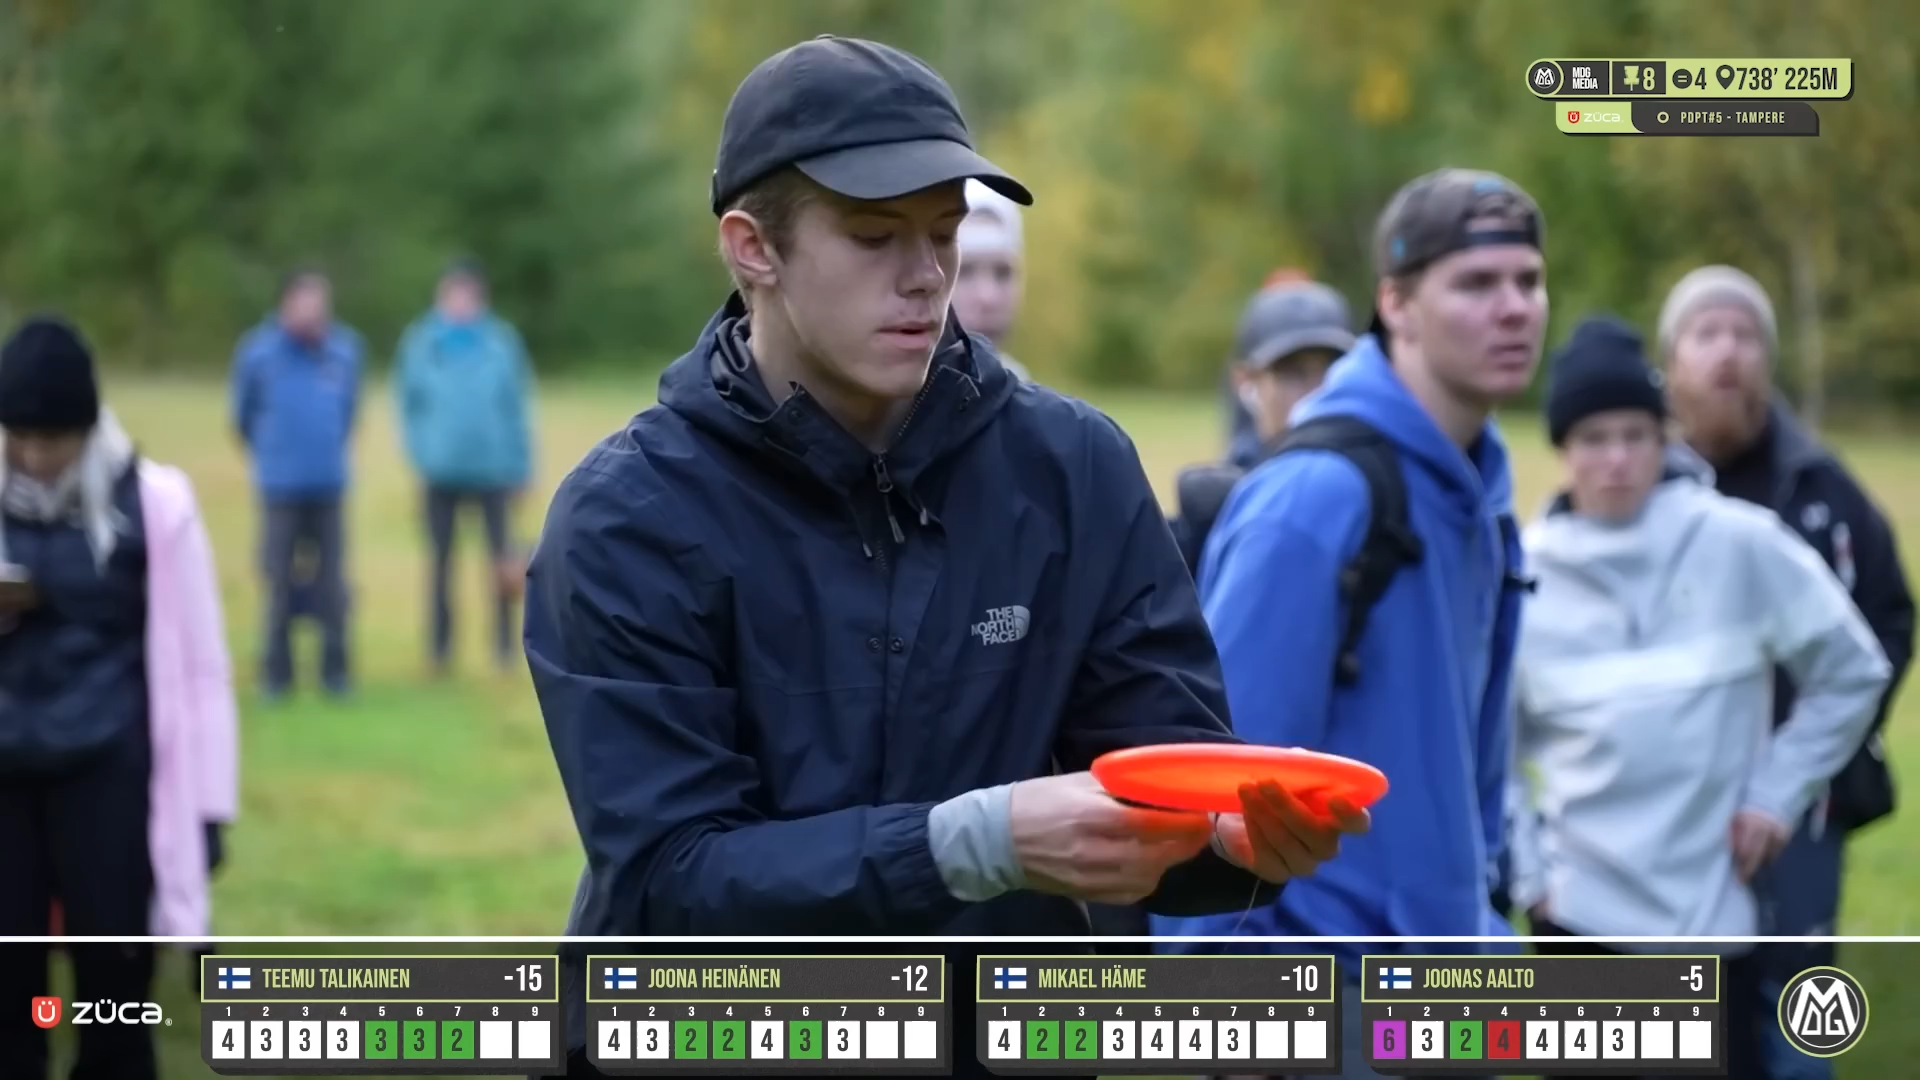 MDG MEDIA 8 4 738' 225M
ZÜCA PDPT#5 - TAMPERE
THE NORTH FACE
TEEMU TALIKAINEN -15
1 2 3 4 5 6 7 8 9
4 3 3 3 3 3 2
JOONA HEINÄNEN -12
1 2 3 4 5 6 7 8 9
4 3 2 2 4 3 3
MIKAEL HÄME -10
1 2 3 4 5 6 7 8 9
4 2 2 3 4 4 3
JOONAS AALTO -5
1 2 3 4 5 6 7 8 9
6 3 2 4 4 4 3
ZÜCA®
MDG